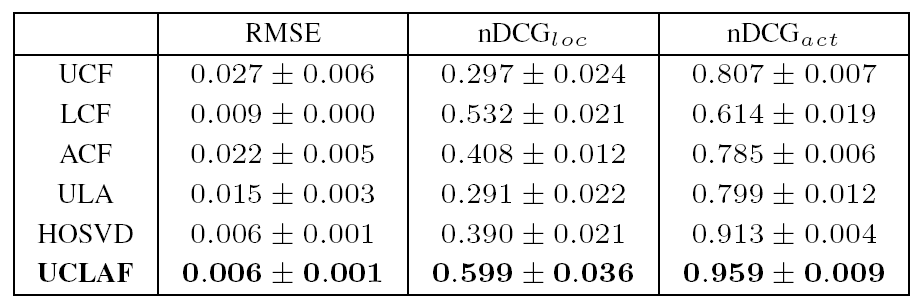 RMSE nDCG_loc nDCG_act
UCF 0.027 ± 0.006 0.297 ± 0.024 0.807 ± 0.007
LCF 0.009 ± 0.000 0.532 ± 0.021 0.614 ± 0.019
ACF 0.022 ± 0.005 0.408 ± 0.012 0.785 ± 0.006
ULA 0.015 ± 0.003 0.291 ± 0.022 0.799 ± 0.012
HOSVD 0.006 ± 0.001 0.390 ± 0.021 0.913 ± 0.004
UCLAF 0.006 ± 0.001 0.599 ± 0.036 0.959 ± 0.009